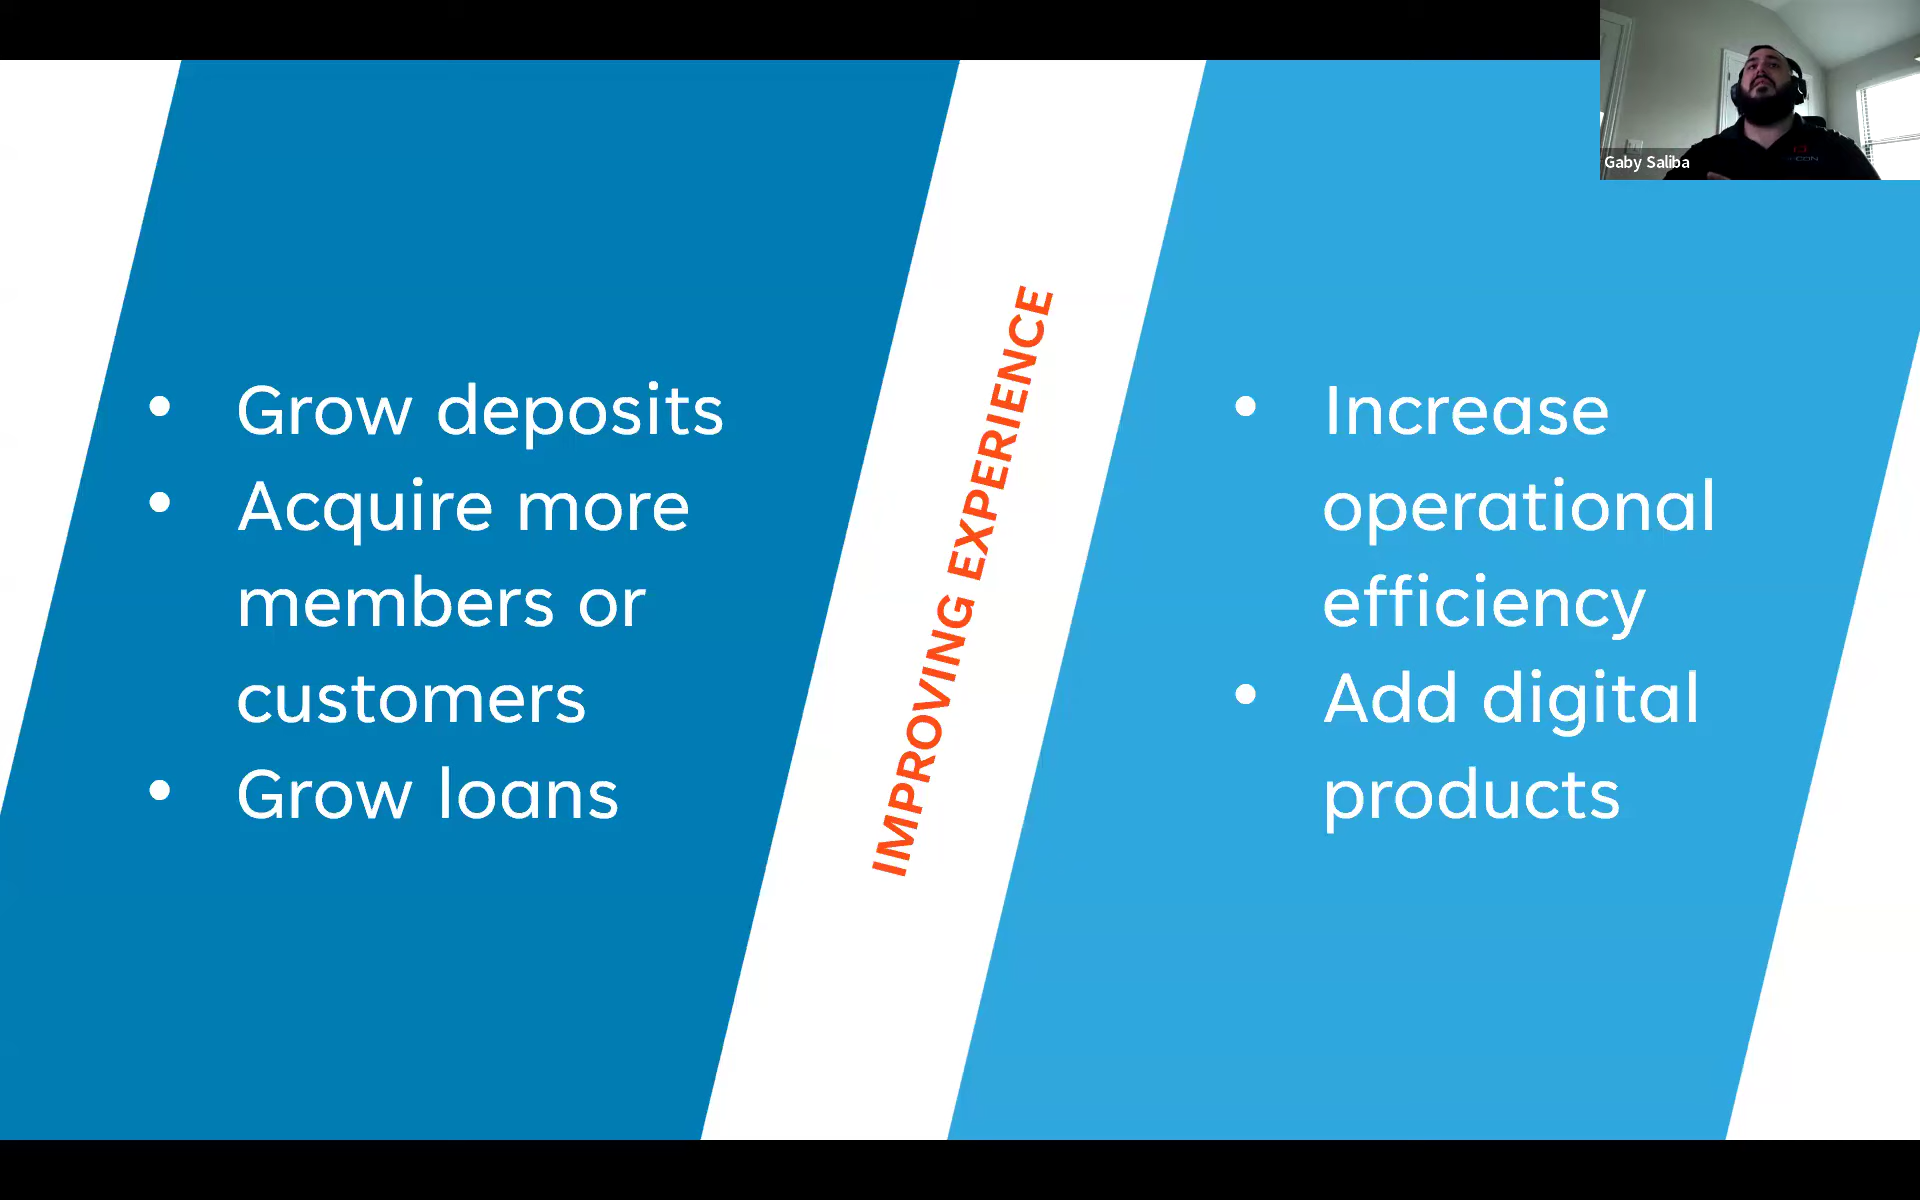 Gaby Saliba
• Grow deposits
• Acquire more
members or
customers
• Grow loans
IMPROVING EXPERIENCE
• Increase
operational
efficiency
• Add digital
products